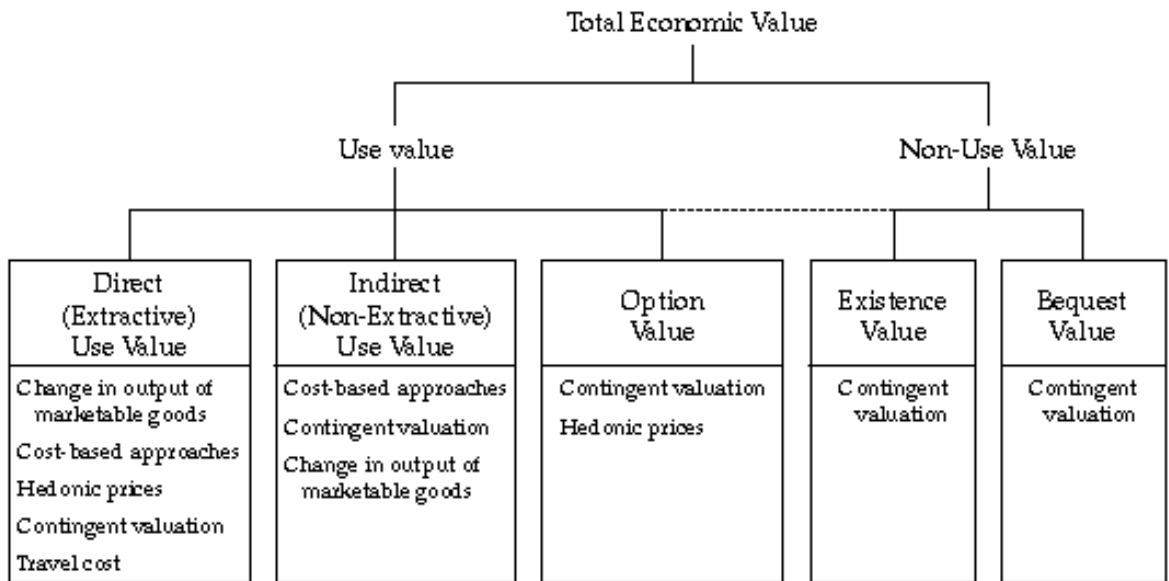 Total Economic Value
Use value
Non-Use Value
Direct
(Extractive)
Use Value
Change in output of
marketable goods
Cost-based approaches
Hedonic prices
Contingent valuation
Travel cost
Indirect
(Non-Extractive)
Use Value
Cost-based approaches
Contingent valuation
Change in output of
marketable goods
Option
Value
Contingent valuation
Hedonic prices
Existence
Value
Contingent
valuation
Bequest
Value
Contingent
valuation